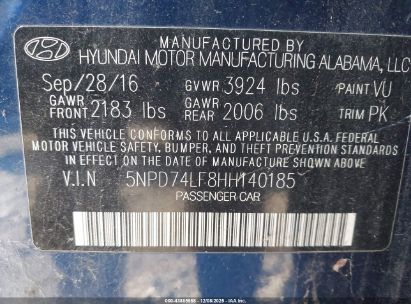 MANUFACTURED BY
HYUNDAI MOTOR MANUFACTURING ALABAMA, LLC
Sep/28/16 GVWR 3924 lbs PAINT VU
GAWR FRONT 2183 lbs GAWR REAR 2006 lbs TRIM PK
THIS VEHICLE CONFORMS TO ALL APPLICABLE U.S.A. FEDERAL
MOTOR VEHICLE SAFETY, BUMPER, AND THEFT PREVENTION
STANDARDS IN EFFECT ON THE DATE OF MANUFACTURE SHOWN ABOVE.
V.I.N 5NPD74LF8HH140185
PASSENGER CAR